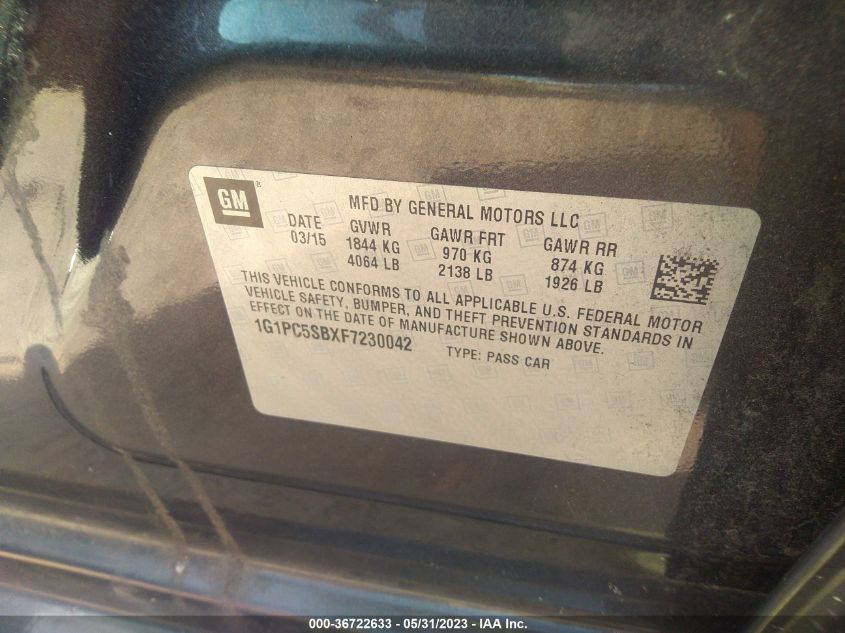 GM ®
MFD BY GENERAL MOTORS LLC
DATE GVWR GAWR FRT GAWR RR
03/15 1844 KG 970 KG 874 KG
4064 LB 2138 LB 1926 LB
THIS VEHICLE CONFORMS TO ALL APPLICABLE U.S. FEDERAL MOTOR
VEHICLE SAFETY, BUMPER, AND THEFT PREVENTION STANDARDS IN
EFFECT ON THE DATE OF MANUFACTURE SHOWN ABOVE.
1G1PC5SBXF7230042 TYPE: PASS CAR
000-36722633 - 05/31/2023 - IAA Inc.